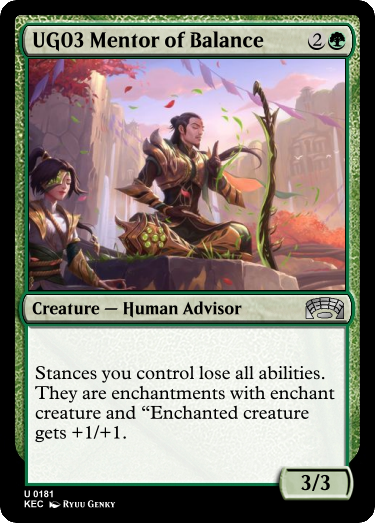 UG03 Mentor of Balance 2
Creature — Human Advisor
Stances you control lose all abilities.
They are enchantments with enchant
creature and “Enchanted creature
gets +1/+1.
3/3
U 0181
KEC Ryuu Genky